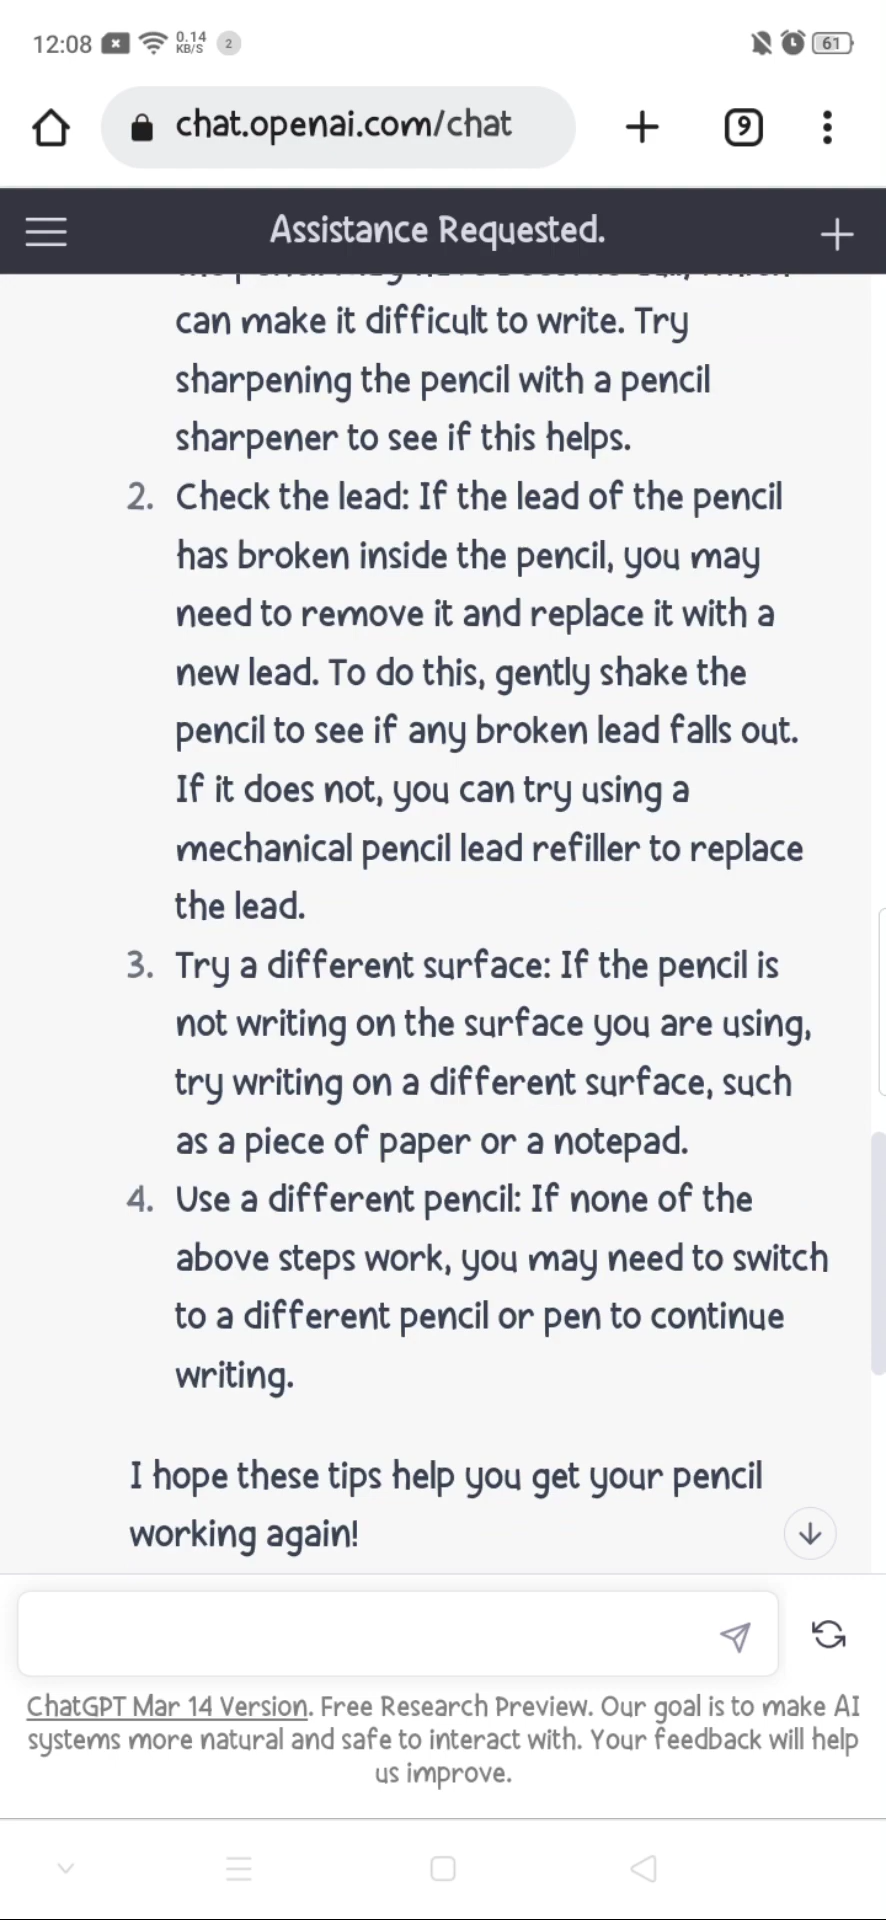 12:08 0.14 KB/S 2 61
chat.openai.com/chat 9
Assistance Requested.
can make it difficult to write. Try
sharpening the pencil with a pencil
sharpener to see if this helps.
2. Check the lead: If the lead of the pencil
has broken inside the pencil, you may
need to remove it and replace it with a
new lead. To do this, gently shake the
pencil to see if any broken lead falls out.
If it does not, you can try using a
mechanical pencil lead refiller to replace
the lead.
3. Try a different surface: If the pencil is
not writing on the surface you are using,
try writing on a different surface, such
as a piece of paper or a notepad.
4. Use a different pencil: If none of the
above steps work, you may need to switch
to a different pencil or pen to continue
writing.
I hope these tips help you get your pencil
working again!
ChatGPT Mar 14 Version. Free Research Preview. Our goal is to make AI
systems more natural and safe to interact with. Your feedback will help
us improve.